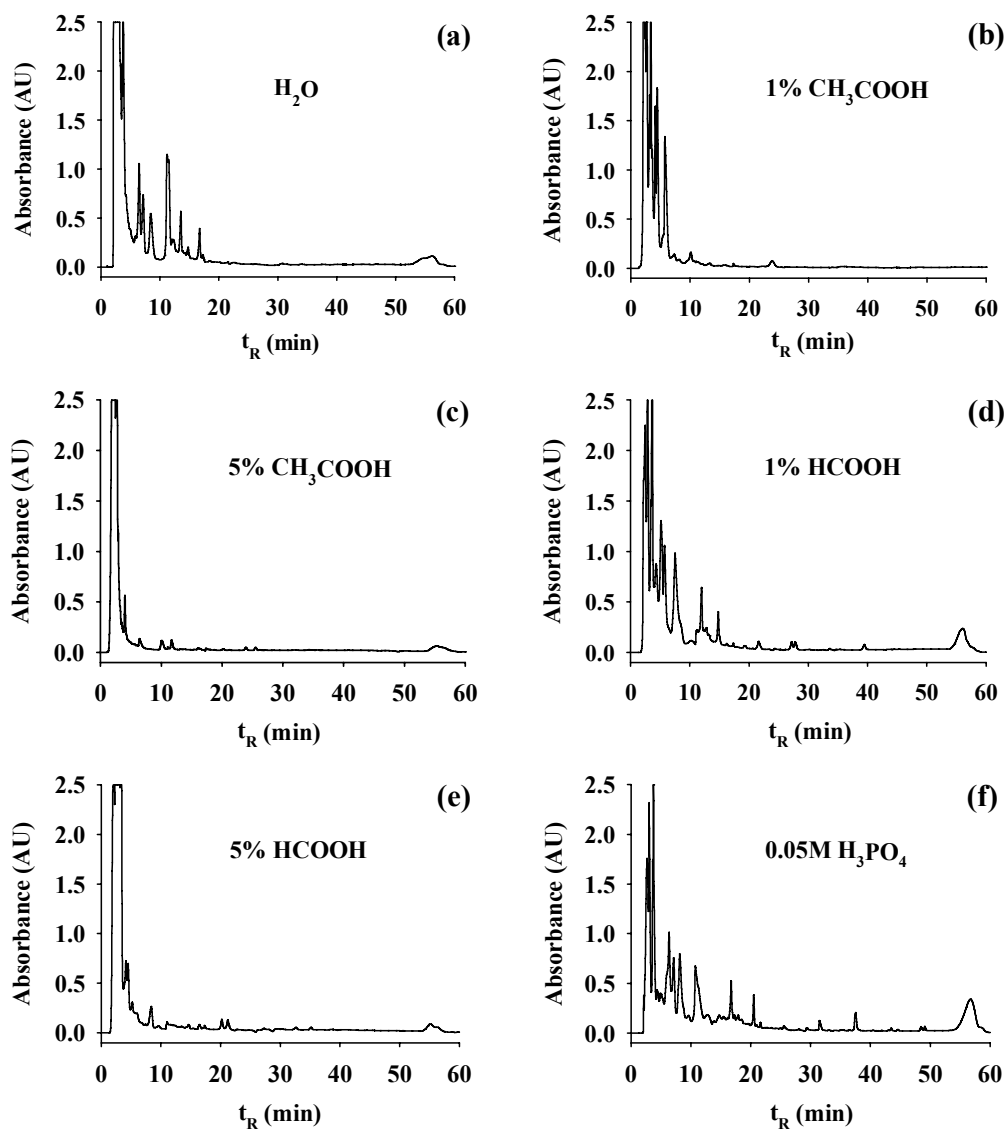 (a)
H₂O
Absorbance (AU)
2.5
2.0
1.5
1.0
0.5
0.0
0 10 20 30 40 50 60
t_R (min)
(b)
1% CH₃COOH
Absorbance (AU)
2.5
2.0
1.5
1.0
0.5
0.0
0 10 20 30 40 50 60
t_R (min)
(c)
5% CH₃COOH
Absorbance (AU)
2.5
2.0
1.5
1.0
0.5
0.0
0 10 20 30 40 50 60
t_R (min)
(d)
1% HCOOH
Absorbance (AU)
2.5
2.0
1.5
1.0
0.5
0.0
0 10 20 30 40 50 60
t_R (min)
(e)
5% HCOOH
Absorbance (AU)
2.5
2.0
1.5
1.0
0.5
0.0
0 10 20 30 40 50 60
t_R (min)
(f)
0.05M H₃PO₄
Absorbance (AU)
2.5
2.0
1.5
1.0
0.5
0.0
0 10 20 30 40 50 60
t_R (min)